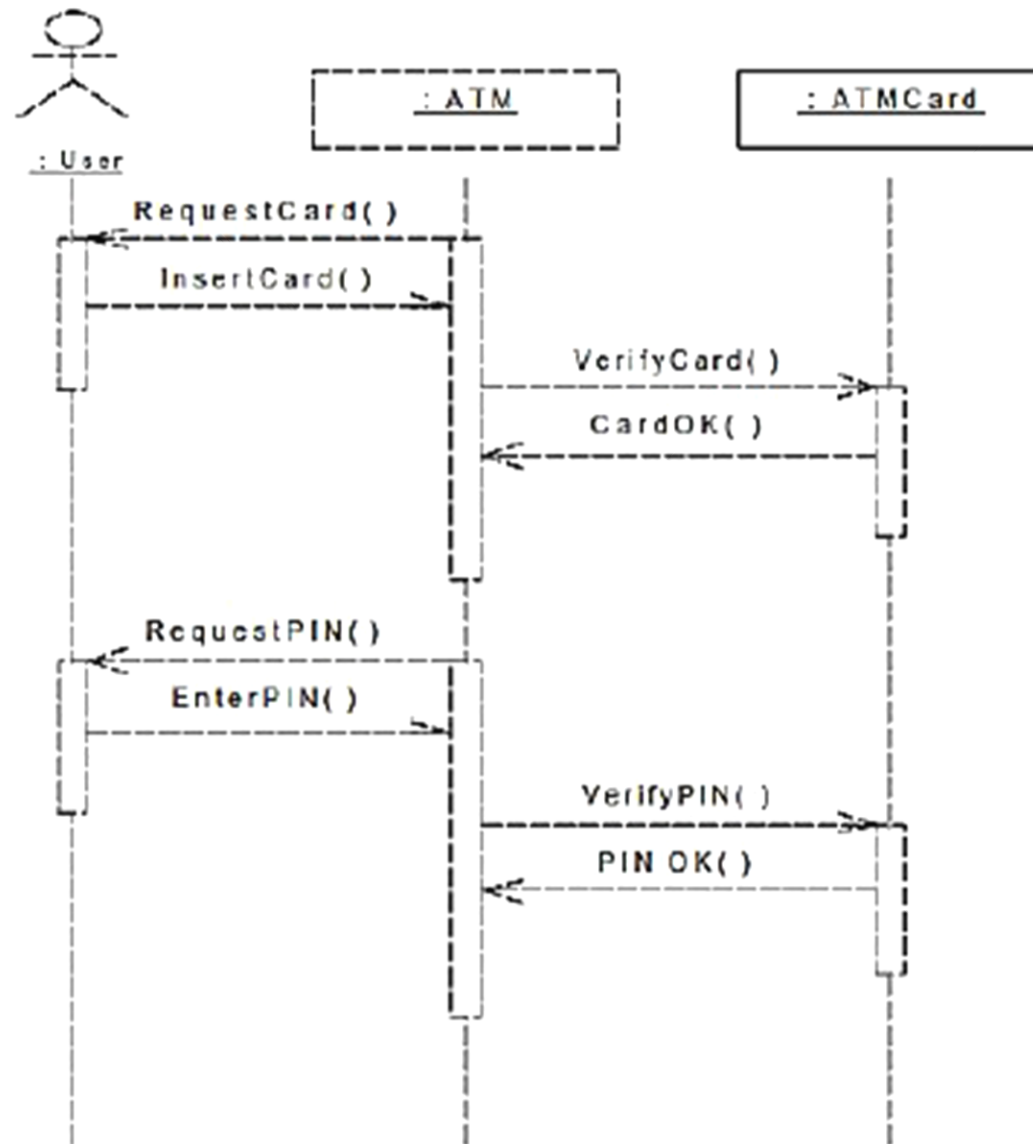 : ATM
: ATMCard
: User
RequestCard( )
InsertCard( )
VerifyCard( )
CardOK( )
RequestPIN( )
EnterPIN( )
VerifyPIN( )
PIN OK( )